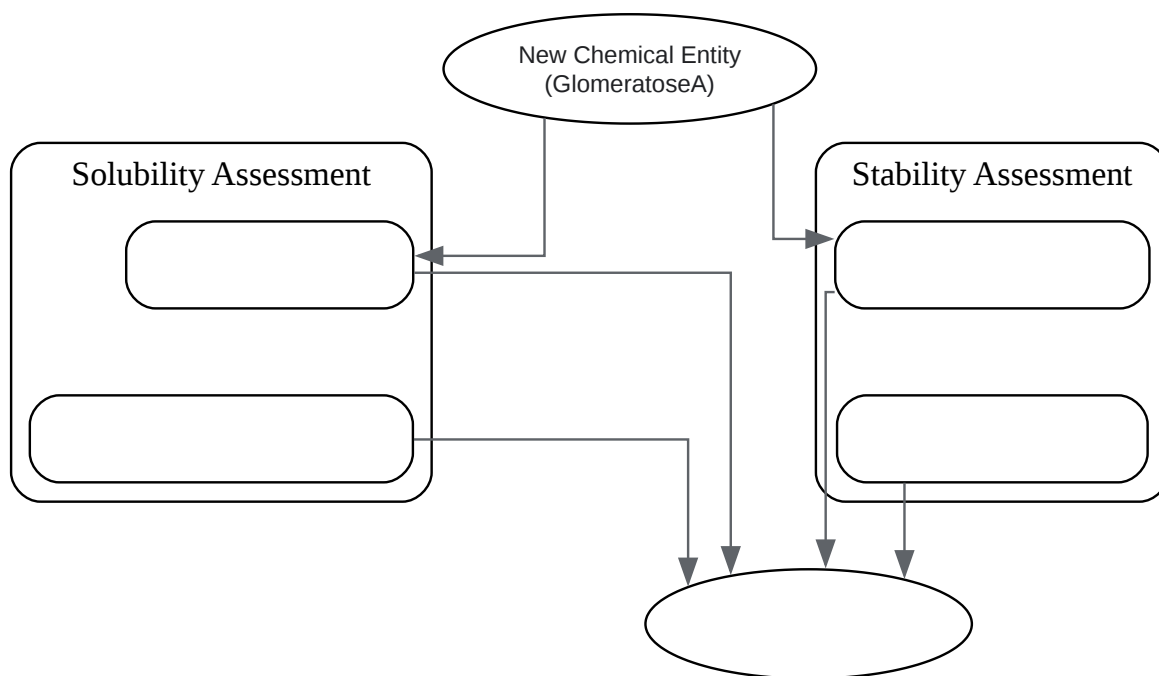 New Chemical Entity
(GlomeratoseA)
Solubility Assessment
Stability Assessment